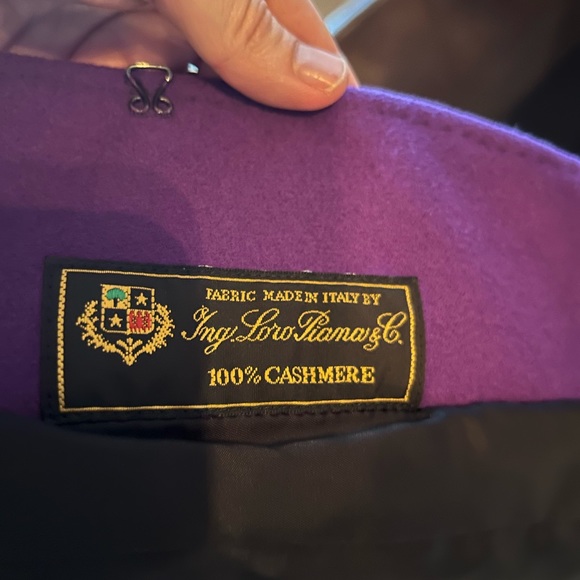 FABRIC MADE IN ITALY BY
Ing. Loro Piana & C.
100% CASHMERE